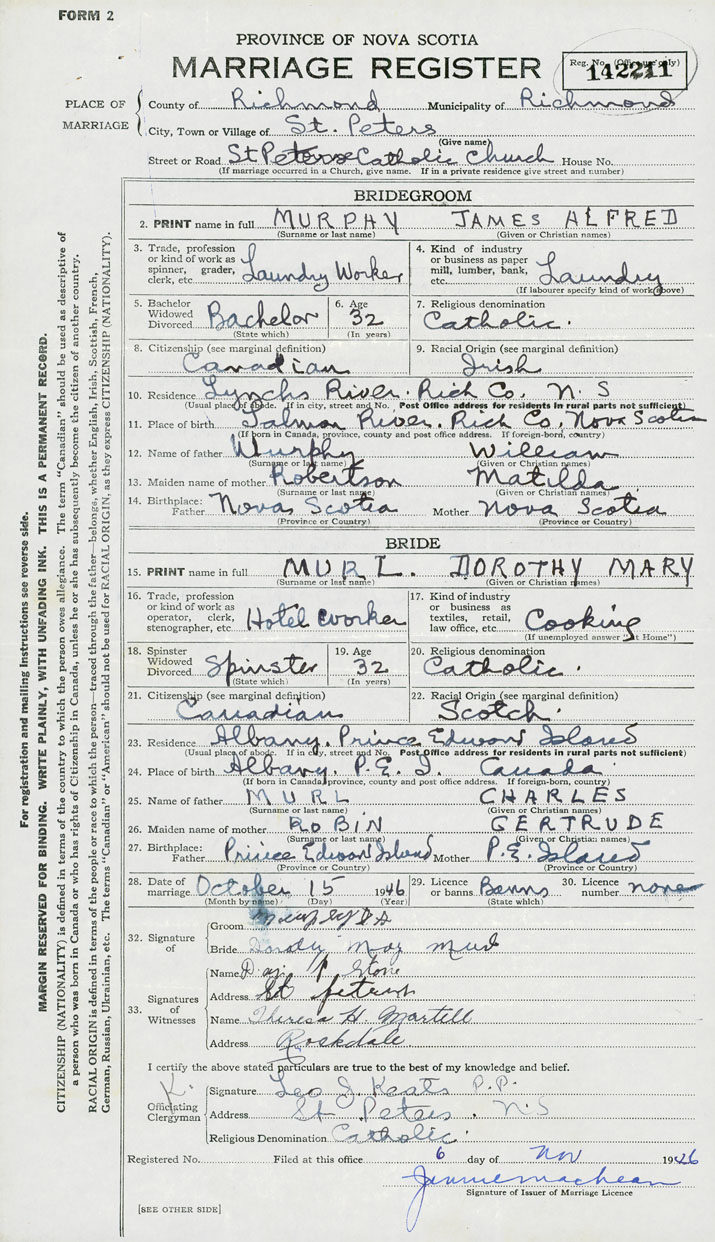 FORM 2
PROVINCE OF NOVA SCOTIA
MARRIAGE REGISTER
Reg. No. (Office use only)
142211
PLACE OF MARRIAGE
County of Richmond Municipality of Richmond
City, Town or Village of St. Peters
(Give name)
Street or Road St Peters Catholic Church House No.
(If marriage occurred in a Church, give name. If in a private residence give street and number)
BRIDEGROOM
2. PRINT name in full MURPHY JAMES ALFRED
(Surname or last name) (Given or Christian names)
3. Trade, profession or kind of work as spinner, grader, clerk, etc. Laundry Worker
4. Kind of industry or business as paper mill, lumber, bank, etc. Laundry
(If labourer specify kind of work above)
5. Bachelor Widowed Divorced Bachelor
(State which)
6. Age 32
(In years)
7. Religious denomination Catholic.
8. Citizenship (see marginal definition) Canadian
9. Racial Origin (see marginal definition) Irish
10. Residence Lynchs River. Rich Co, N. S
(Usual place of abode. If in city, street and No. Post Office address for residents in rural parts not sufficient)
11. Place of birth Salmon River. Rich Co, Nova Scotia
(If born in Canada, province, county and post office address. If foreign-born, country)
12. Name of father Murphy William
(Surname or last name) (Given or Christian names)
13. Maiden name of mother Robertson Matilda
(Surname or last name) (Given or Christian names)
14. Birthplace: Father Nova Scotia Mother Nova Scotia
(Province or Country) (Province or Country)
BRIDE
15. PRINT name in full MURL. DOROTHY MARY
(Surname or last name) (Given or Christian names)
16. Trade, profession or kind of work as operator, clerk, stenographer, etc. Hotel worker
17. Kind of industry or business as textiles, retail, law office, etc. Cooking
(If unemployed answer "At Home")
18. Spinster Widowed Divorced Spinster
(State which)
19. Age 32
(In years)
20. Religious denomination Catholic.
21. Citizenship (see marginal definition) Canadian
22. Racial Origin (see marginal definition) Scotch.
23. Residence Albany. Prince Edward Island
(Usual place of abode. If in city, street and No. Post Office address for residents in rural parts not sufficient)
24. Place of birth Albany. P.E.I. Canada
(If born in Canada, province, county and post office address. If foreign-born, country)
25. Name of father MURL CHARLES
(Surname or last name) (Given or Christian names)
26. Maiden name of mother ROBIN GERTRUDE
(Surname or last name) (Given or Christian names)
27. Birthplace: Father Prince Edward Island Mother P.E. Island
(Province or Country) (Province or Country)
28. Date of marriage October 15 1946
(Month by name) (Day) (Year)
29. Licence or banns Banns
(State which)
30. Licence number none
32. Signature of
Groom
Bride
33. Signatures of Witnesses
Name Stone
Address St
Name Theresa H. Martell
Address Rockdale
I certify the above stated particulars are true to the best of my knowledge and belief.
K.
Officiating Clergyman
Signature Leo J. Keats P.P.
Address St Peters. N.S
Religious Denomination Catholic.
Registered No. Filed at this office 6 day of Nov 1946
Jennie
Signature of Issuer of Marriage Licence
[SEE OTHER SIDE]
For registration and mailing instructions see reverse side.
MARGIN RESERVED FOR BINDING. WRITE PLAINLY, WITH UNFADING INK. THIS IS A PERMANENT RECORD.
CITIZENSHIP (NATIONALITY) is defined in terms of the country to which the person owes allegiance. The term "Canadian" should be used as descriptive of
a person who was born in Canada or who has rights of Citizenship in Canada, unless he or she has subsequently become the citizen of another country.
RACIAL ORIGIN is defined in terms of the people or race to which the person—traced through the father—belongs, whether English, Irish, Scottish, French,
German, Russian, Ukrainian, etc. The terms "Canadian" or "American" should not be used for RACIAL ORIGIN, as they express CITIZENSHIP (NATIONALITY).